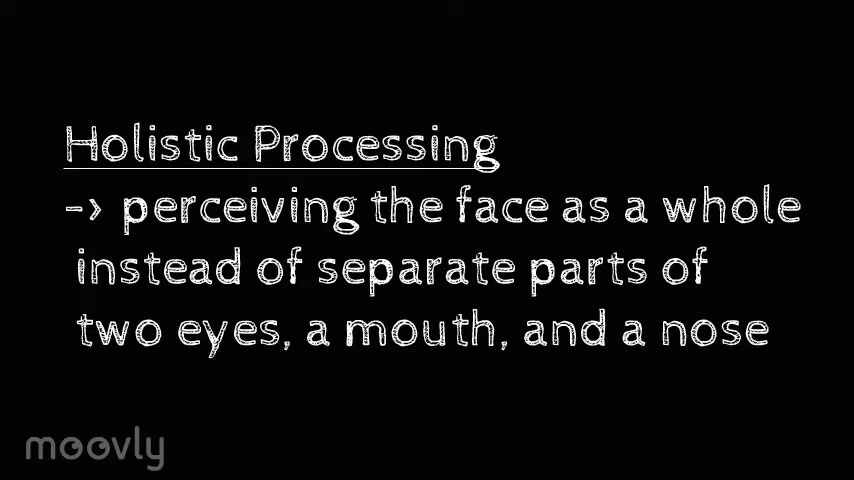 Holistic Processing
-> perceiving the face as a whole
instead of separate parts of
two eyes, a mouth, and a nose
moovly